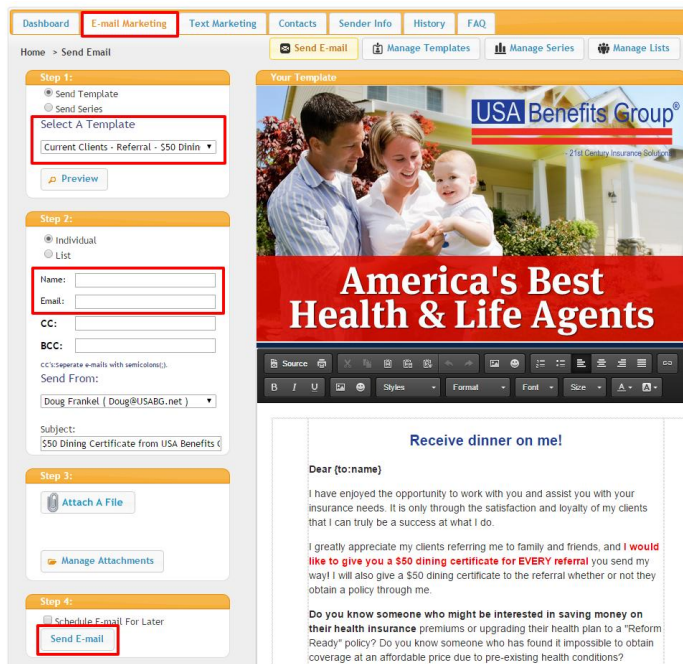 Dashboard E-mail Marketing Text Marketing Contacts Sender Info History FAQ
Home > Send Email
Send E-mail Manage Templates Manage Series Manage Lists
Step 1:
Send Template
Send Series
Select A Template
Current Clients - Referral - $50 Dinin
Preview
Step 2:
Individual
List
Name:
Email:
CC:
BCC:
CC's:Seperate e-mails with semicolons(;).
Send From:
Doug Frankel ( Doug@USABG.net )
Subject:
$50 Dining Certificate from USA Benefits G
Step 3:
Attach A File
Manage Attachments
Step 4:
Schedule E-mail For Later
Send E-mail
Your Template
USA Benefits Group®
21st Century Insurance Solutions
America's Best
Health & Life Agents
Source
B I U Styles Format Font Size A A
Receive dinner on me!
Dear {to:name}
I have enjoyed the opportunity to work with you and assist you with your
insurance needs. It is only through the satisfaction and loyalty of my clients
that I can truly be a success at what I do.
I greatly appreciate my clients referring me to family and friends, and I would
like to give you a $50 dining certificate for EVERY referral you send my
way! I will also give a $50 dining certificate to the referral whether or not they
obtain a policy through me.
Do you know someone who might be interested in saving money on
their health insurance premiums or upgrading their health plan to a "Reform
Ready" policy? Do you know someone who has found it impossible to obtain
coverage at an affordable price due to pre-existing health conditions?